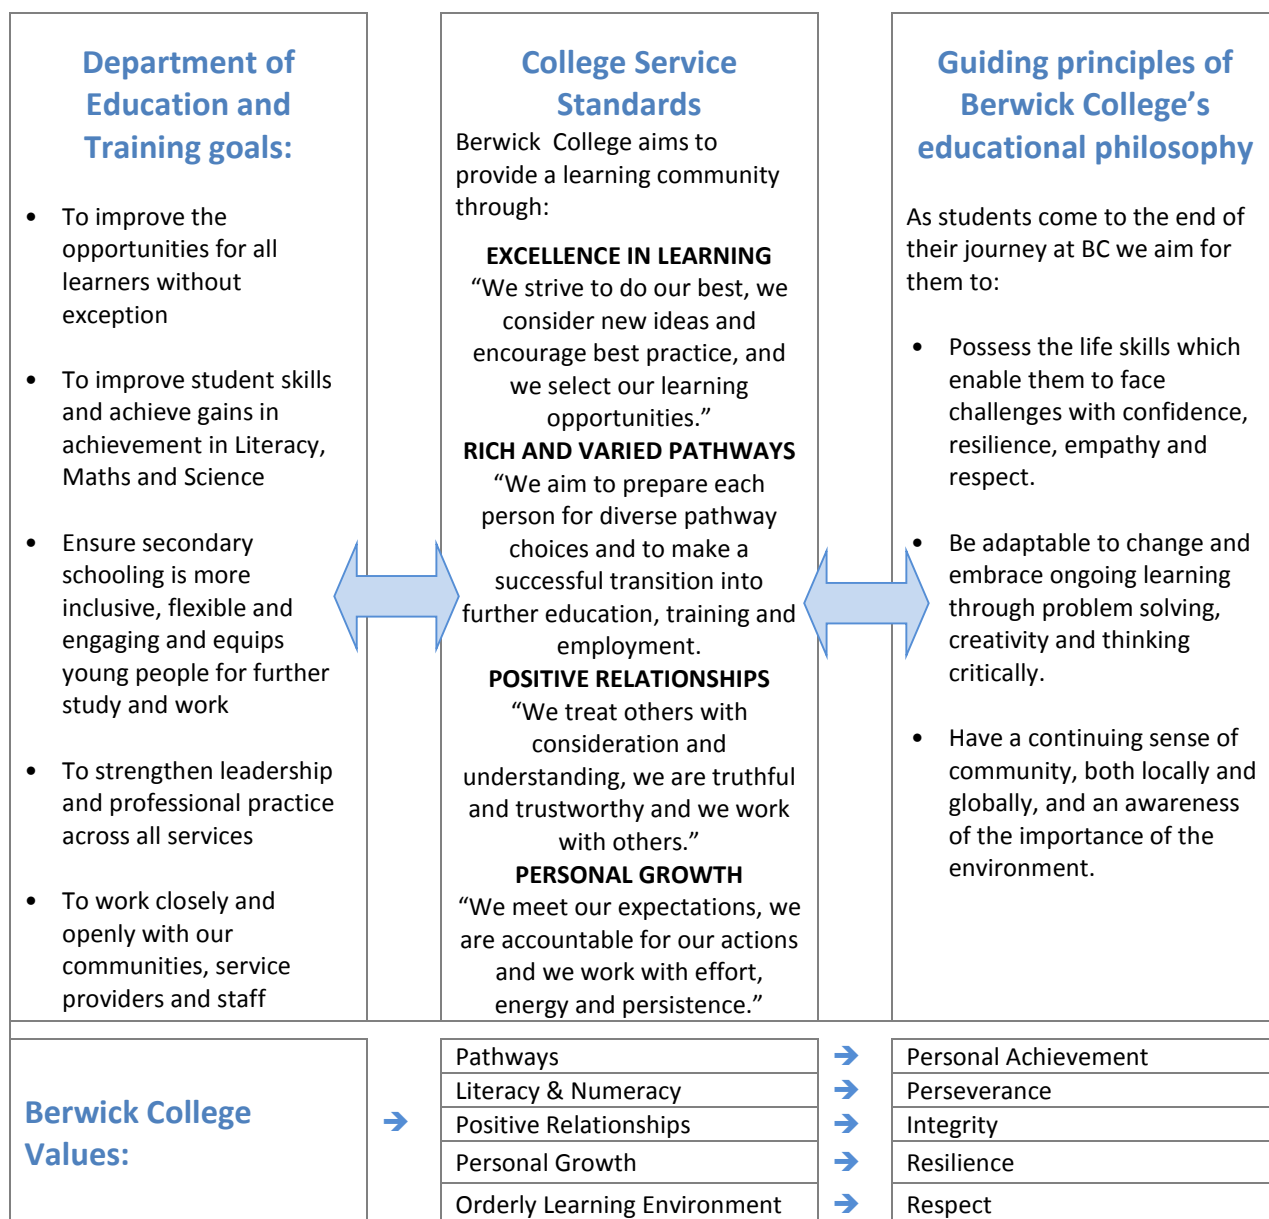 Department of
Education and
Training goals:
• To improve the
opportunities for all
learners without
exception
• To improve student skills
and achieve gains in
achievement in Literacy,
Maths and Science
• Ensure secondary
schooling is more
inclusive, flexible and
engaging and equips
young people for further
study and work
• To strengthen leadership
and professional practice
across all services
• To work closely and
openly with our
communities, service
providers and staff
College Service
Standards
Berwick  College aims to
provide a learning community
through:
EXCELLENCE IN LEARNING
“We strive to do our best, we
consider new ideas and
encourage best practice, and
we select our learning
opportunities.”
RICH AND VARIED PATHWAYS
“We aim to prepare each
person for diverse pathway
choices and to make a
successful transition into
further education, training and
employment.
POSITIVE RELATIONSHIPS
“We treat others with
consideration and
understanding, we are truthful
and trustworthy and we work
with others.”
PERSONAL GROWTH
“We meet our expectations, we
are accountable for our actions
and we work with effort,
energy and persistence.”
Guiding principles of
Berwick College’s
educational philosophy
As students come to the end of
their journey at BC we aim for
them to:
• Possess the life skills which
enable them to face
challenges with confidence,
resilience, empathy and
respect.
• Be adaptable to change and
embrace ongoing learning
through problem solving,
creativity and thinking
critically.
• Have a continuing sense of
community, both locally and
globally, and an awareness
of the importance of the
environment.
Berwick College
Values:
➔
Pathways ➔ Personal Achievement
Literacy & Numeracy ➔ Perseverance
Positive Relationships ➔ Integrity
Personal Growth ➔ Resilience
Orderly Learning Environment ➔ Respect